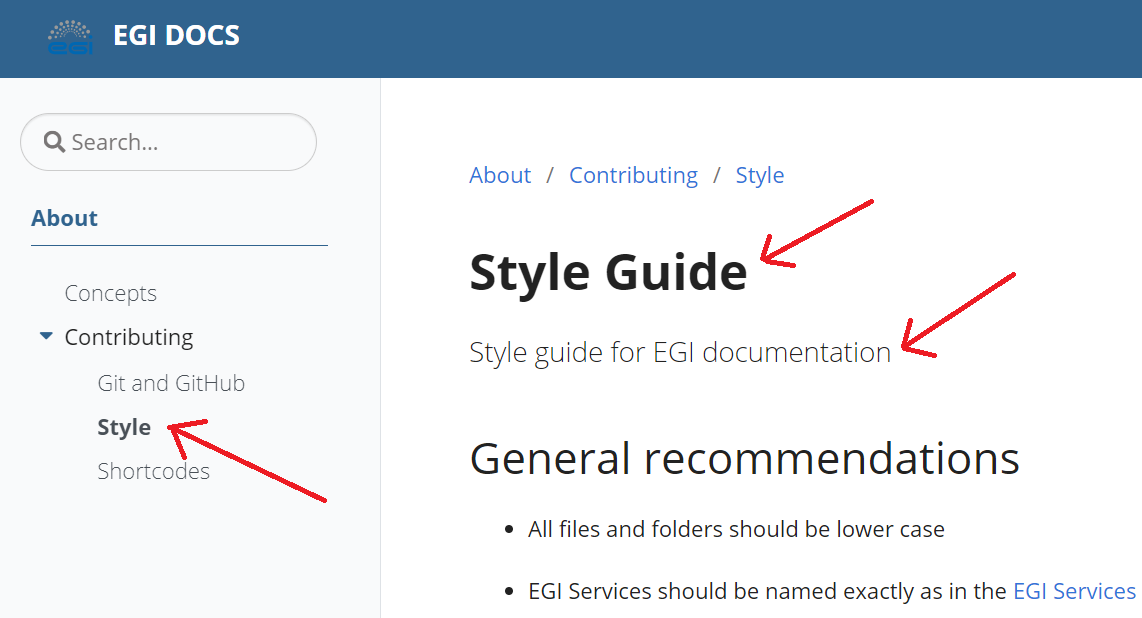 egi EGI DOCS
Search...
About
Concepts
Contributing
Git and GitHub
Style
Shortcodes
About / Contributing / Style
Style Guide
Style guide for EGI documentation
General recommendations
• All files and folders should be lower case
• EGI Services should be named exactly as in the EGI Services